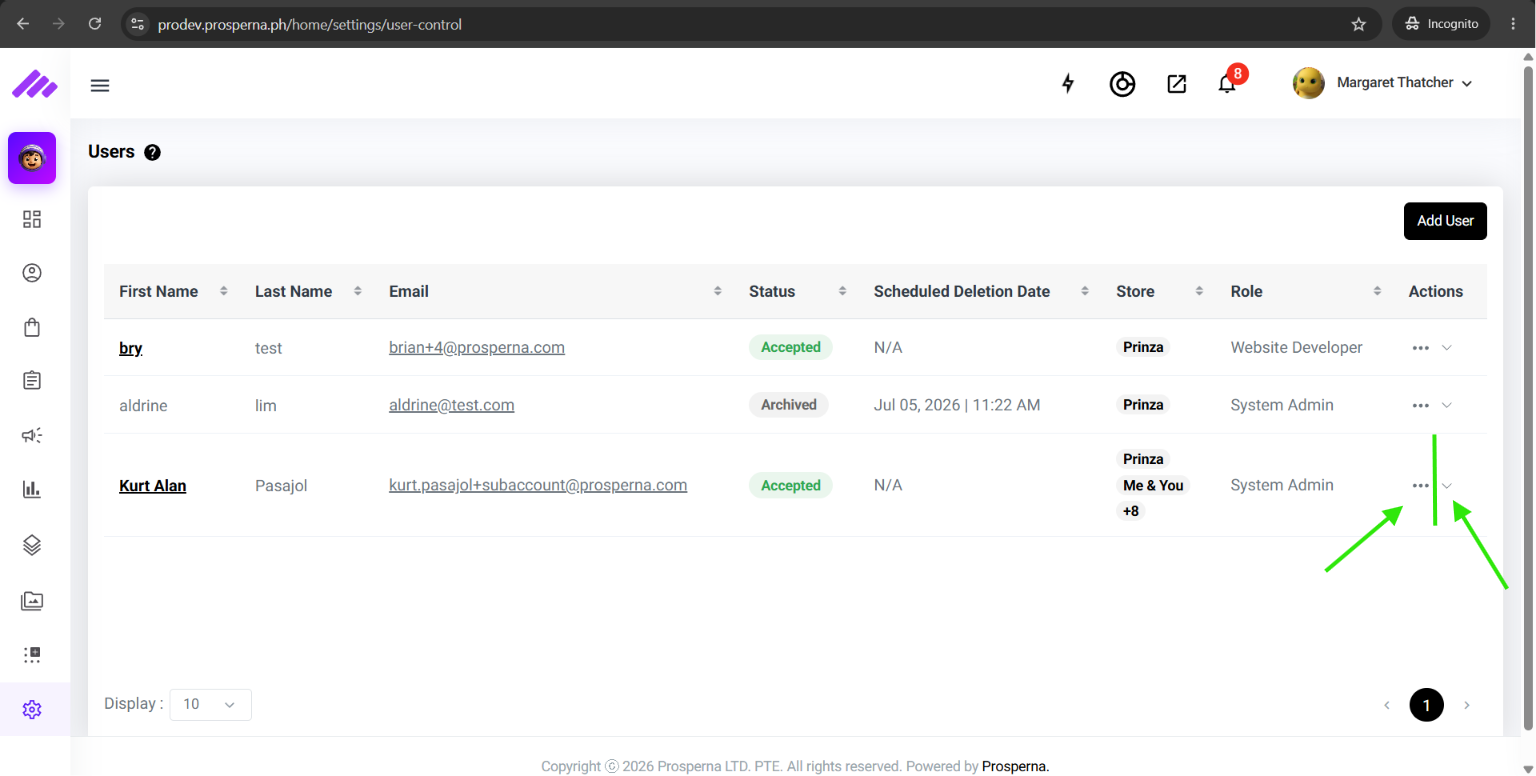 prodev.prosperna.ph/home/settings/user-control
Incognito
8
Margaret Thatcher
Users ?
Add User
First Name Last Name Email Status Scheduled Deletion Date Store Role Actions
bry test brian+4@prosperna.com Accepted N/A Prinza Website Developer
aldrine lim aldrine@test.com Archived Jul 05, 2026 | 11:22 AM Prinza System Admin
Prinza
Kurt Alan Pasajol kurt.pasajol+subaccount@prosperna.com Accepted N/A Me & You System Admin
+8
Display : 10
1
Copyright © 2026 Prosperna LTD. PTE. All rights reserved. Powered by Prosperna.